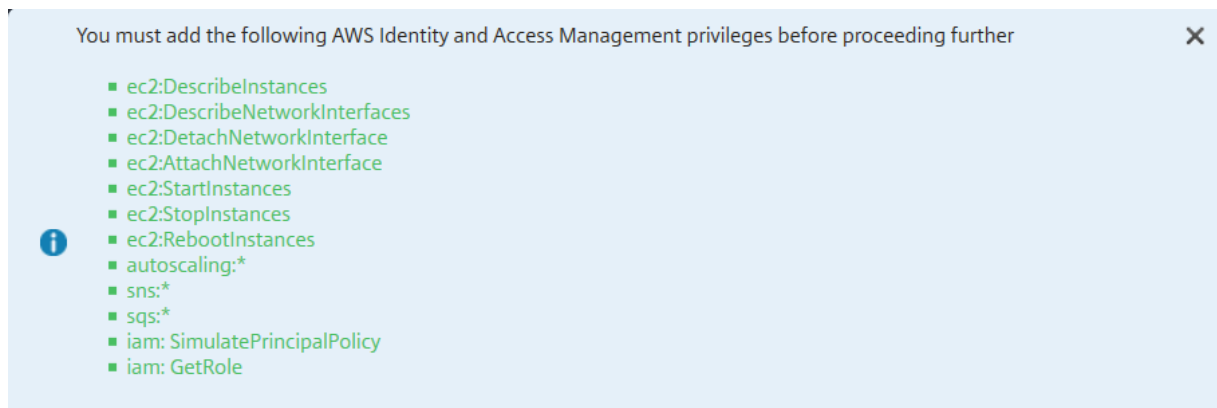 You must add the following AWS Identity and Access Management privileges before proceeding further
ec2:DescribeInstances
ec2:DescribeNetworkInterfaces
ec2:DetachNetworkInterface
ec2:AttachNetworkInterface
ec2:StartInstances
ec2:StopInstances
ec2:RebootInstances
autoscaling:*
sns:*
sqs:*
iam: SimulatePrincipalPolicy
iam: GetRole